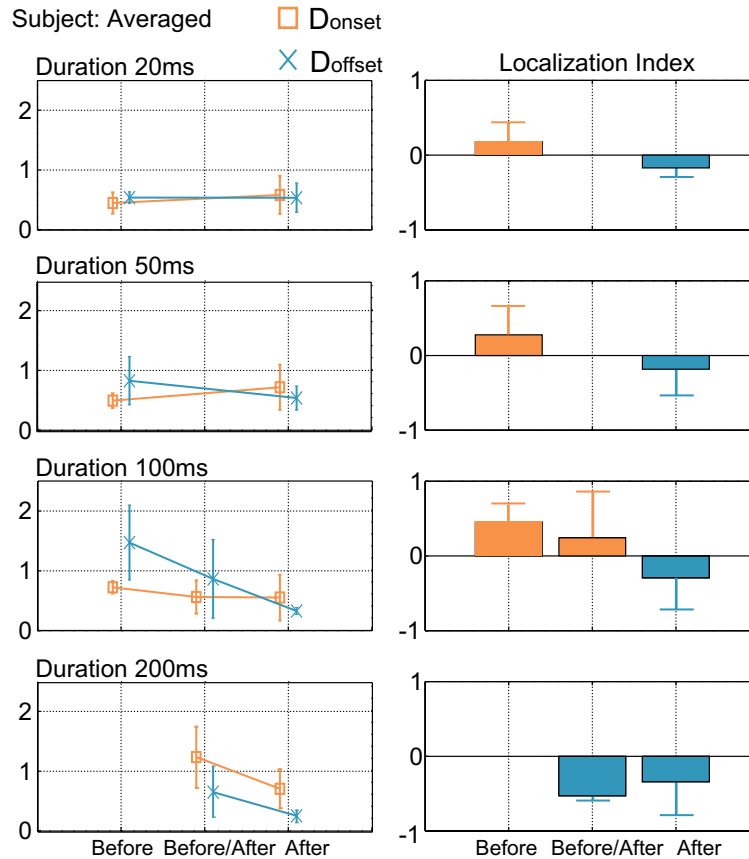 Subject: Averaged
Donset
Doffset
Duration 20ms
2
1
0
Localization Index
1
0
-1
Duration 50ms
2
1
0
1
0
-1
Duration 100ms
2
1
0
1
0
-1
Duration 200ms
2
1
0
1
0
-1
Before Before/After After
Before Before/After After